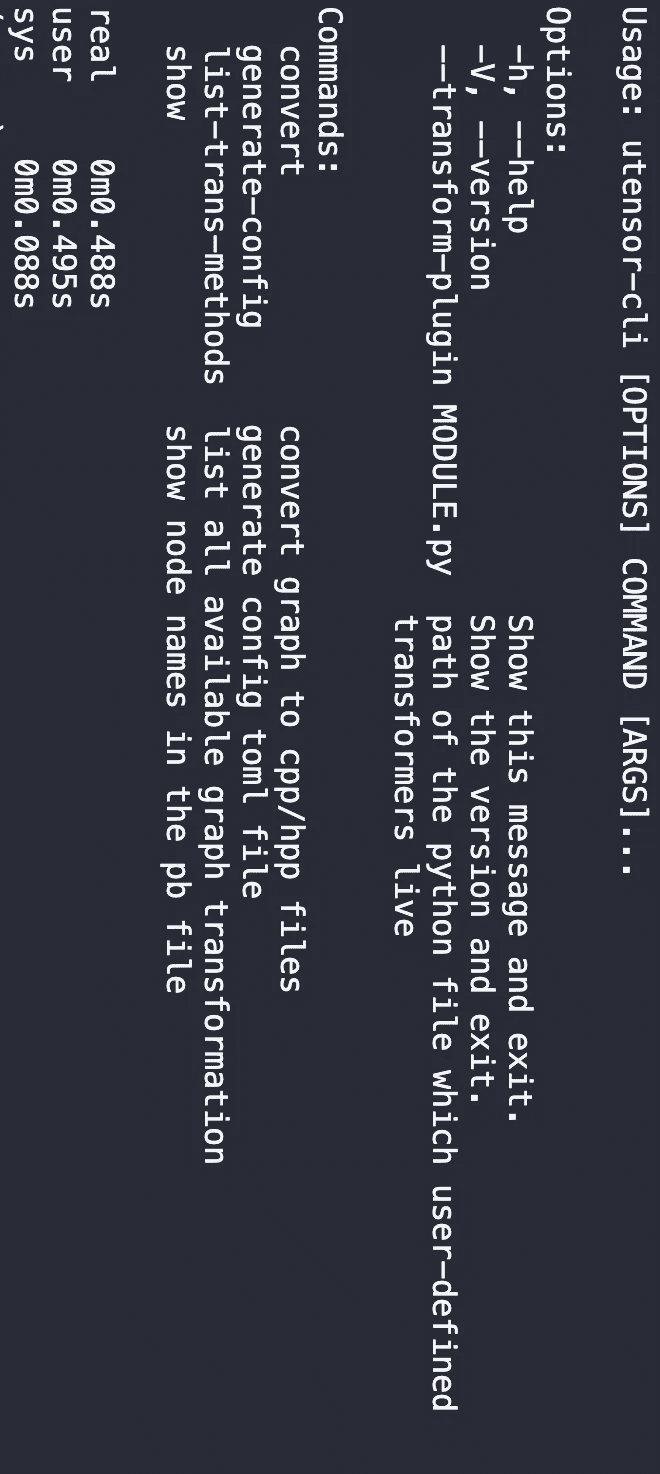 Usage: utensor-cli [OPTIONS] COMMAND [ARGS]...
Options:
-h, --help Show this message and exit.
-V, --version Show the version and exit.
--transform-plugin MODULE.py path of the python file which user-defined
transformers live
Commands:
convert convert graph to cpp/hpp files
generate-config generate config toml file
list-trans-methods list all available graph transformation
show show node names in the pb file
real 0m0.488s
user 0m0.495s
sys 0m0.088s